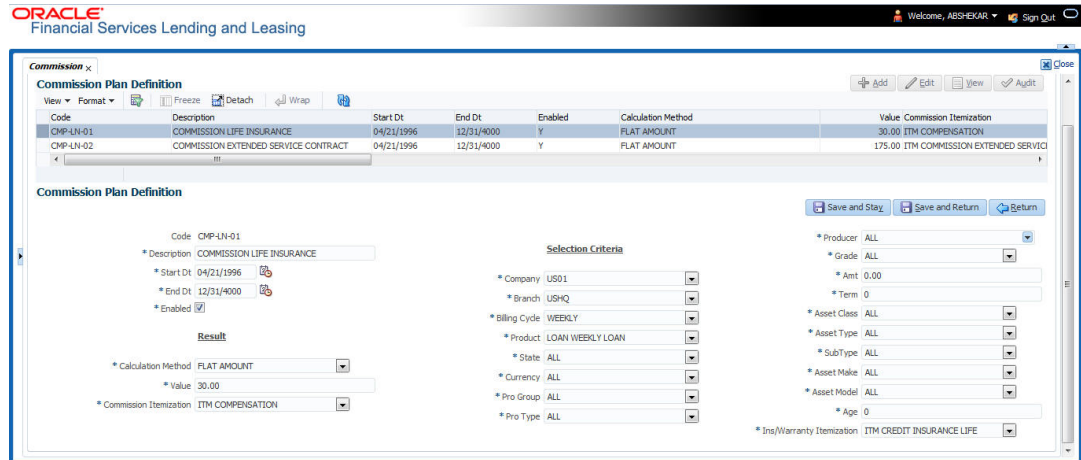 ORACLE
Financial Services Lending and Leasing
Welcome, ABSHEKAR Sign Out
Commission x
Close
Commission Plan Definition
Add Edit View Audit
View Format Freeze Detach Wrap
Code Description Start Dt End Dt Enabled Calculation Method Value Commission Itemization
CMP-LN-01 COMMISSION LIFE INSURANCE 04/21/1996 12/31/4000 Y FLAT AMOUNT 30.00 ITM COMPENSATION
CMP-LN-02 COMMISSION EXTENDED SERVICE CONTRACT 04/21/1996 12/31/4000 Y FLAT AMOUNT 175.00 ITM COMMISSION EXTENDED SERVICE
Commission Plan Definition
Save and Stay Save and Return Return
Code CMP-LN-01
* Description COMMISSION LIFE INSURANCE
* Start Dt 04/21/1996
* End Dt 12/31/4000
* Enabled
Result
* Calculation Method FLAT AMOUNT
* Value 30.00
* Commission Itemization ITM COMPENSATION
Selection Criteria
* Company US01
* Branch USHQ
* Billing Cycle WEEKLY
* Product LOAN WEEKLY LOAN
* State ALL
* Currency ALL
* Pro Group ALL
* Pro Type ALL
* Producer ALL
* Grade ALL
* Amt 0.00
* Term 0
* Asset Class ALL
* Asset Type ALL
* SubType ALL
* Asset Make ALL
* Asset Model ALL
* Age 0
* Ins/Warranty Itemization ITM CREDIT INSURANCE LIFE